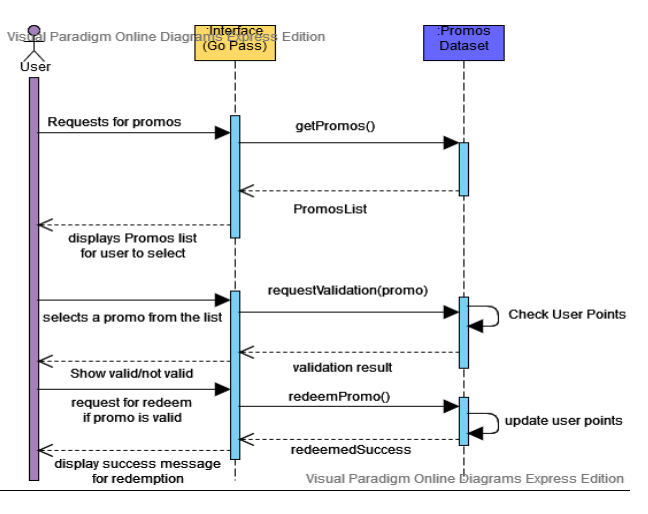 :Interface
:Promos
Visual Paradigm Online Diagrams Express Edition
(Go Pass)
Dataset
User
Requests for promos
getPromos()
PromosList
displays Promos list
for user to select
requestValidation(promo)
selects a promo from the list
Check User Points
validation result
Show valid/not valid
request for redeem
if promo is valid
redeemPromo()
update user points
redeemedSuccess
display success message
for redemption
Visual Paradigm Online Diagrams Express Edition